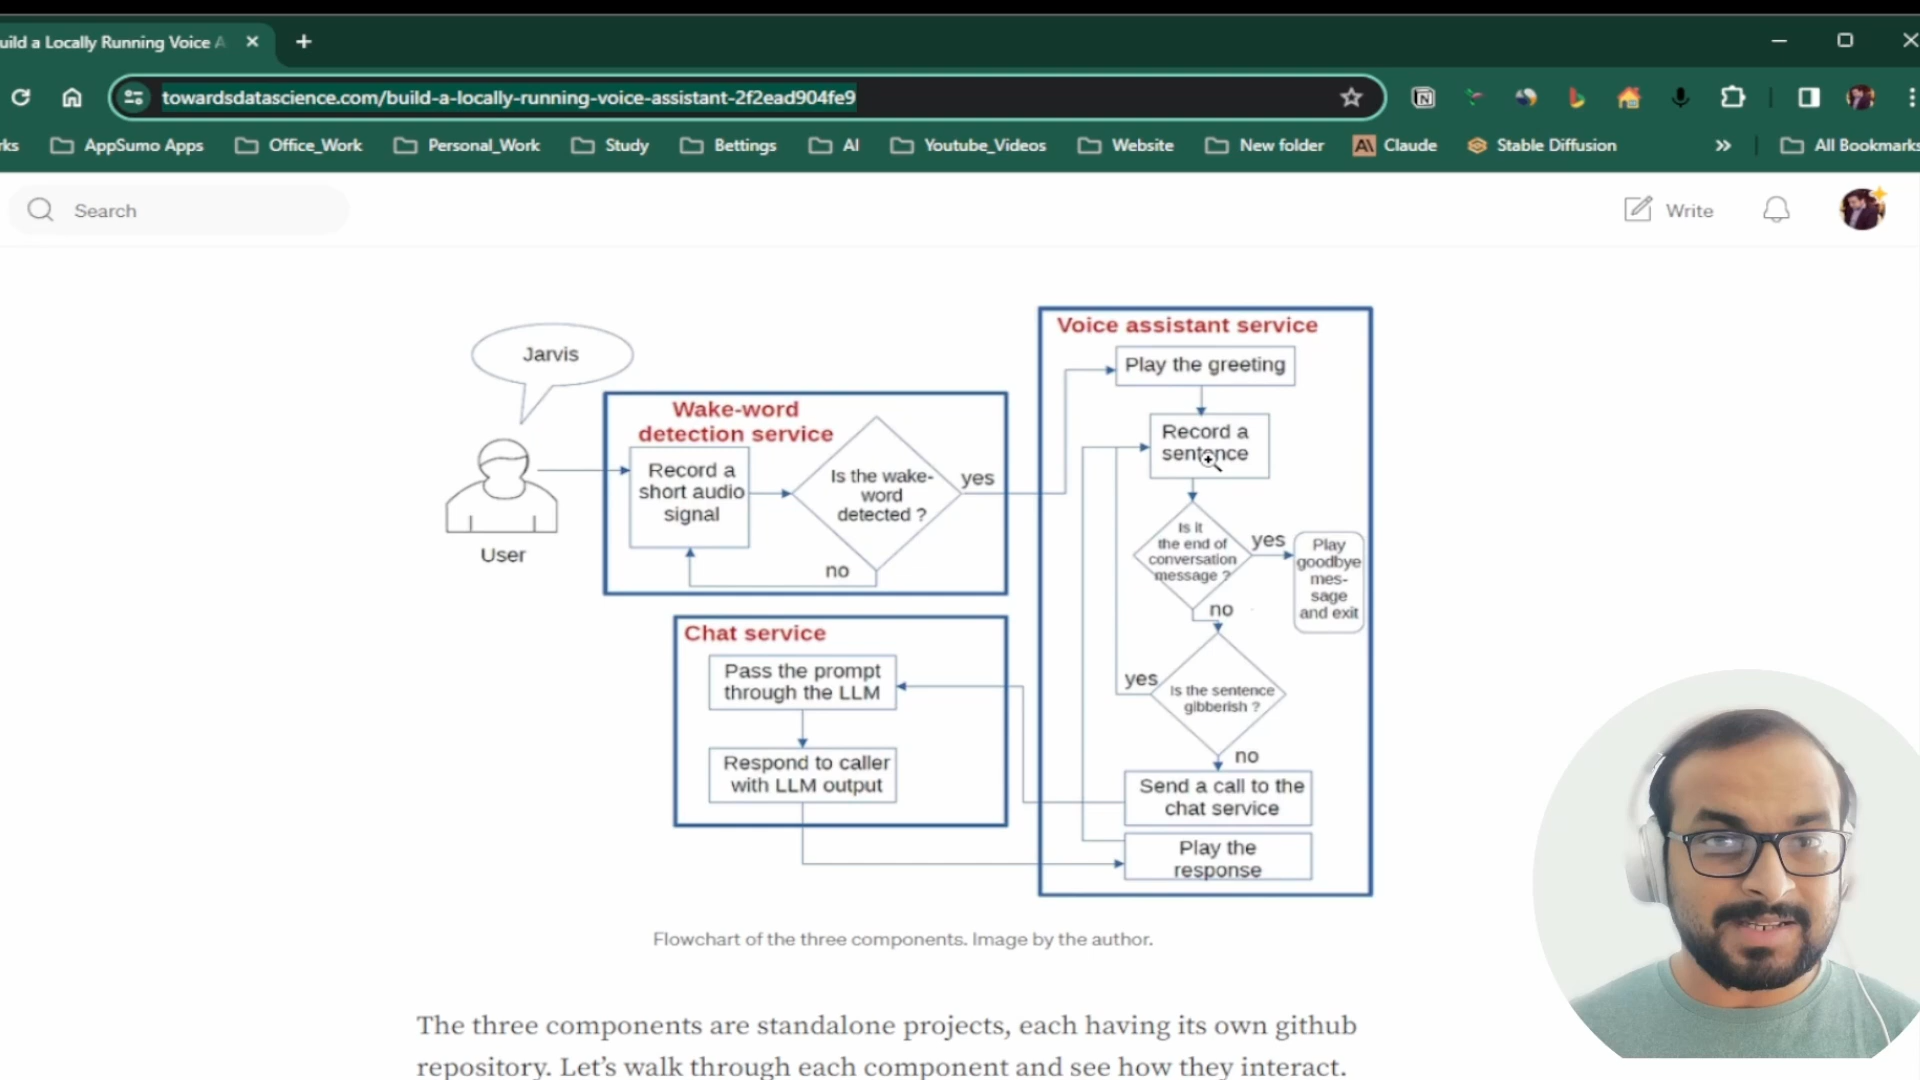 uild a Locally Running Voice A
towardsdatascience.com/build-a-locally-running-voice-assistant-2f2ead904fe9
rks AppSumo Apps Office_Work Personal_Work Study Bettings AI Youtube_Videos Website New folder Claude Stable Diffusion » All Bookmarks
Search
Write
Jarvis
User
Wake-word
detection service
Record a
short audio
signal
Is the wake-
word
detected ?
yes
no
Voice assistant service
Play the greeting
Record a
sentence
Is it
the end of
conversation
message ?
yes
Play
goodbye
mes-
sage
and exit
no
Is the sentence
gibberish ?
yes
no
Send a call to the
chat service
Play the
response
Chat service
Pass the prompt
through the LLM
Respond to caller
with LLM output
Flowchart of the three components. Image by the author.
The three components are standalone projects, each having its own github
repository. Let’s walk through each component and see how they interact.